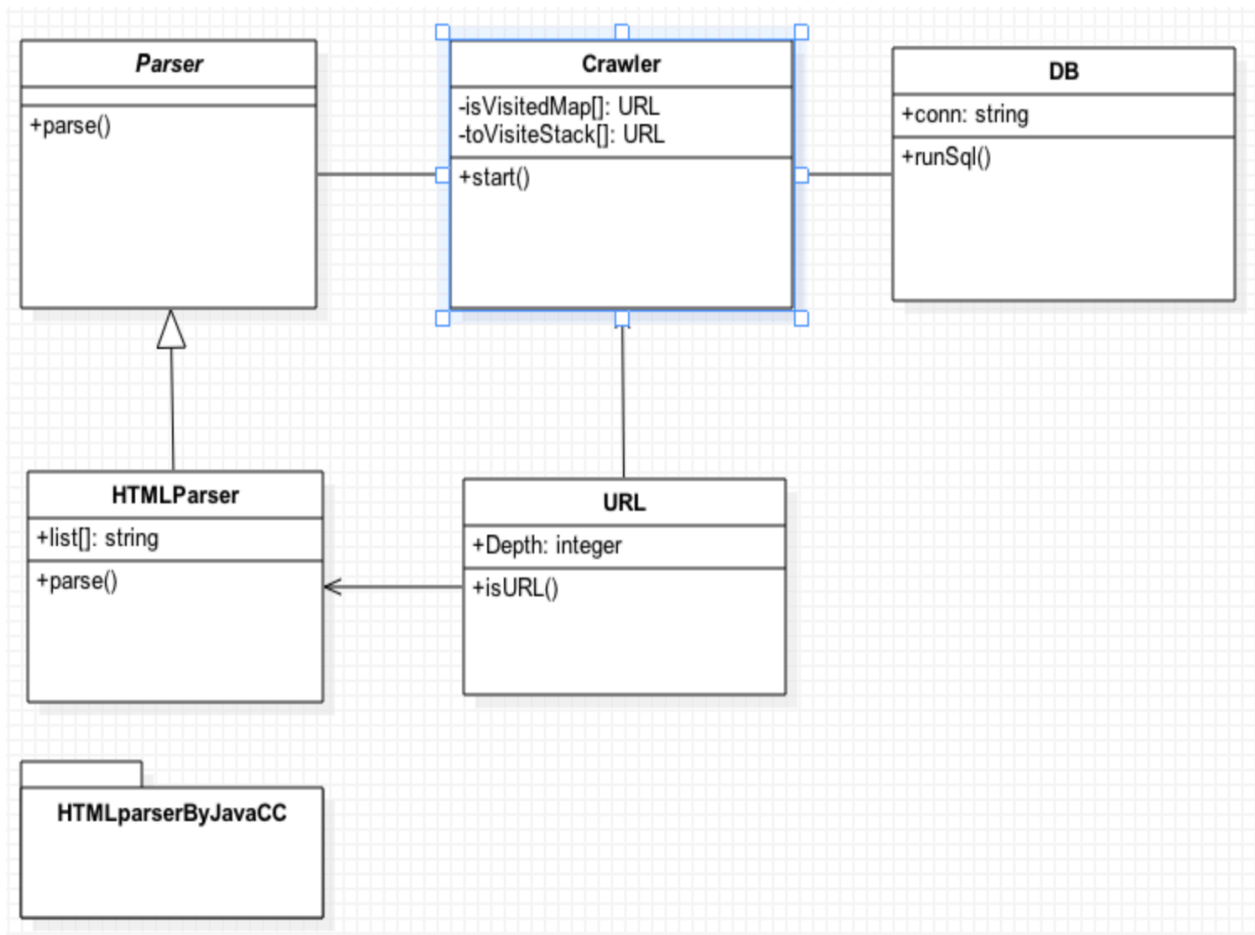 Parser
+parse()
Crawler
-isVisitedMap[]: URL
-toVisiteStack[]: URL
+start()
DB
+conn: string
+runSql()
HTMLParser
+list[]: string
+parse()
URL
+Depth: integer
+isURL()
HTMLparserByJavaCC